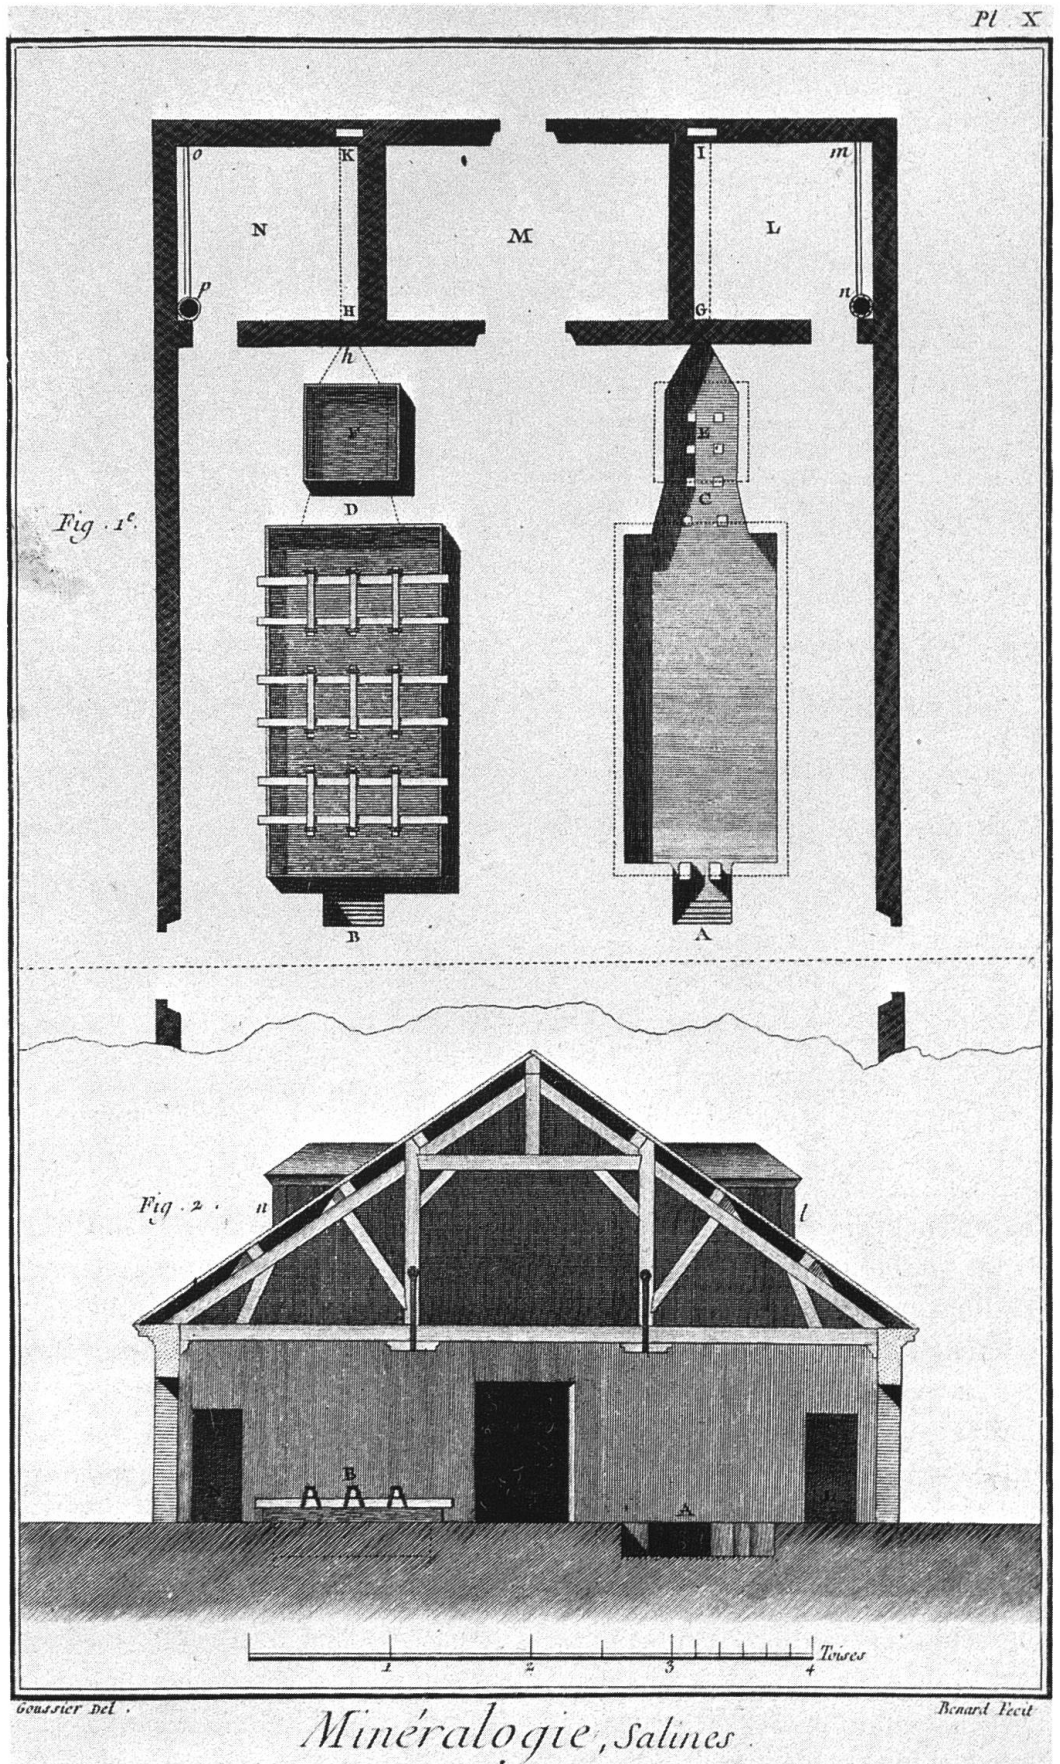 Pl X
o K I m
N M L
p H G n
h
F E
D C
Fig. 1e.
B A
Fig. 2. n l
B A
L
1 2 3 4 Toises
Goussier Del. Benard Fecit
Minéralogie, Salines.